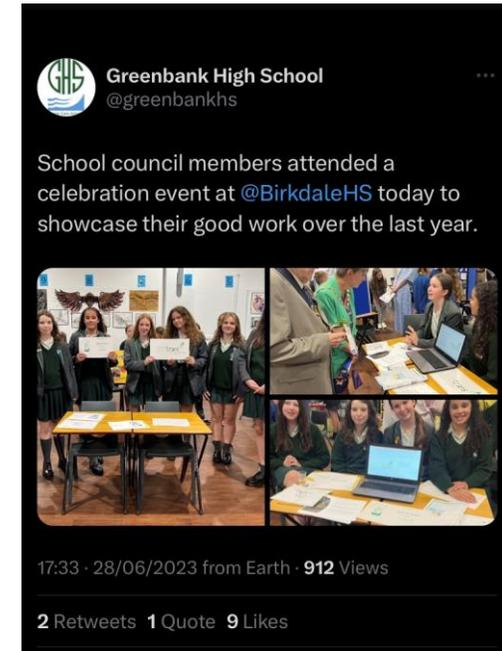 GHS
Greenbank High School
@greenbankhs
School council members attended a
celebration event at @BirkdaleHS today to
showcase their good work over the last year.
17:33 · 28/06/2023 from Earth · 912 Views
2 Retweets 1 Quote 9 Likes